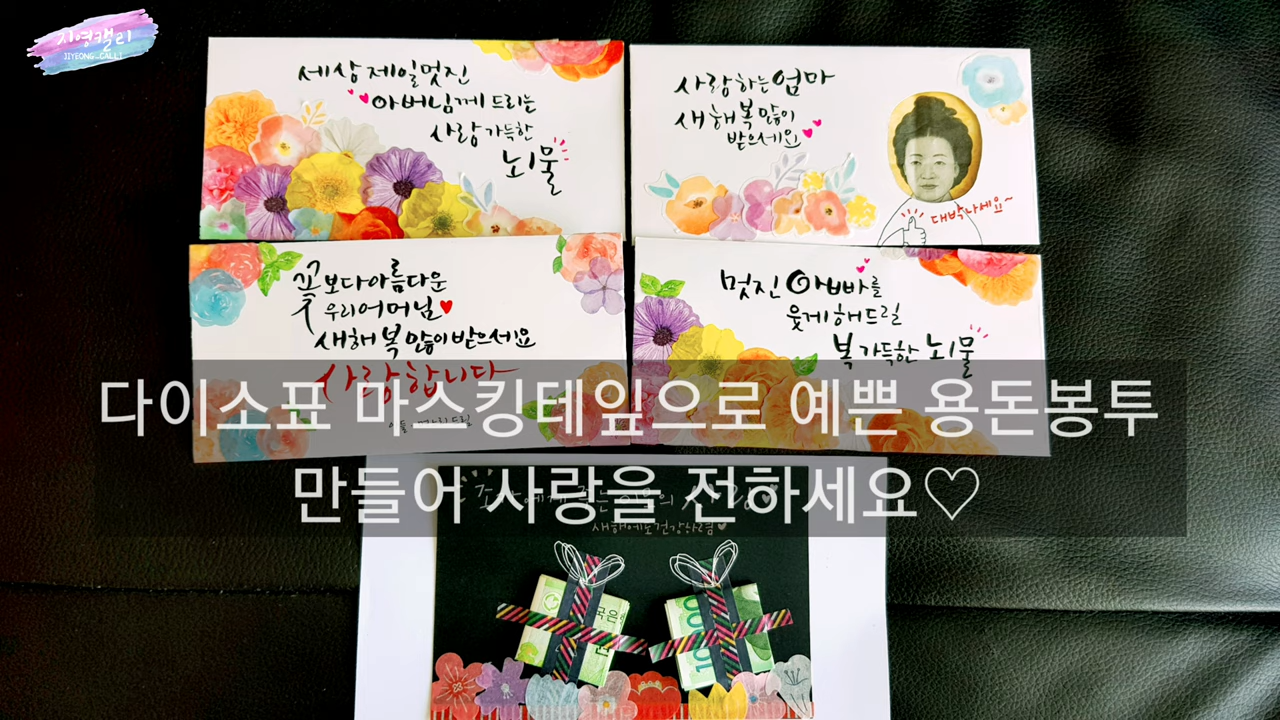 지영캘리
JIYEONG_CALLI
세상 제일 멋진
아버님께 드리는
사랑 가득한
뇌물
사랑하는 엄마
새해 복 많이
받으세요
대박나세요~
꽃보다 아름다운
우리 어머님
새해 복 많이 받으세요
사랑합니다
멋진 아빠를
웃게 해드릴
복 가득한 뇌물
다이소표 마스킹테잎으로 예쁜 용돈봉투
만들어 사랑을 전하세요♡
새해에도 건강하렴